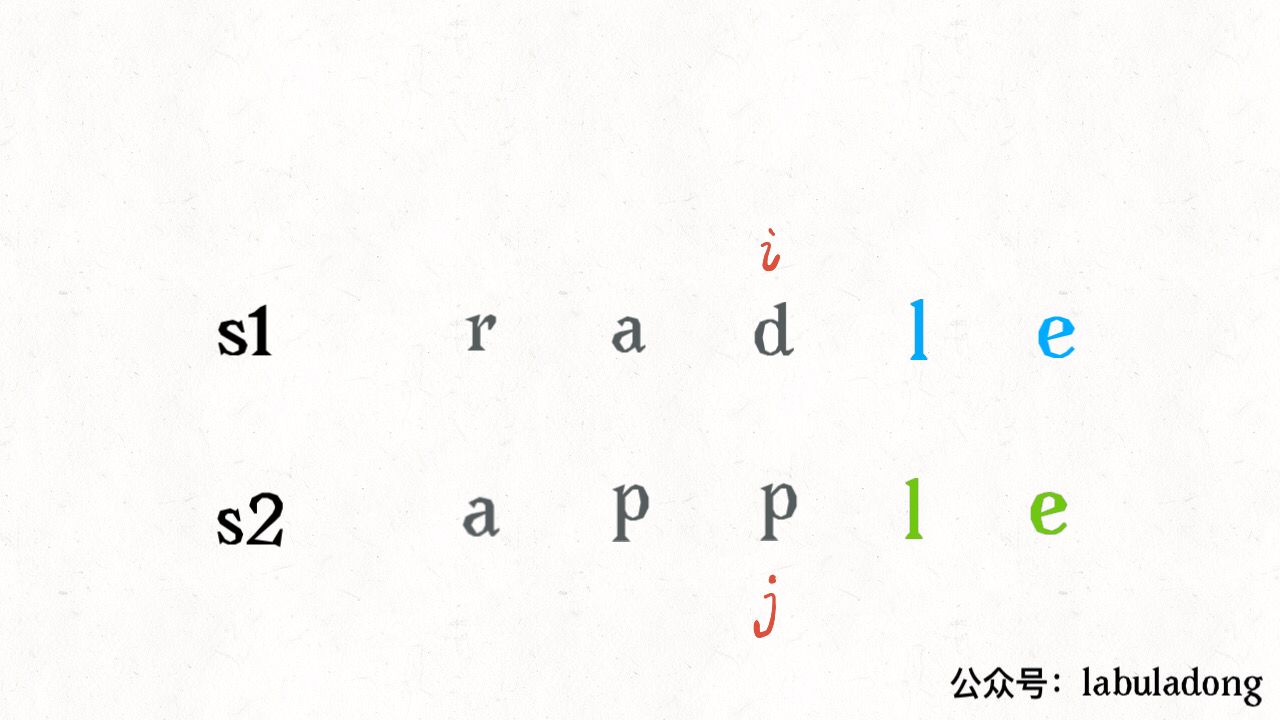 i
s1 r a d l e
s2 a p p l e
j
公众号：labuladong